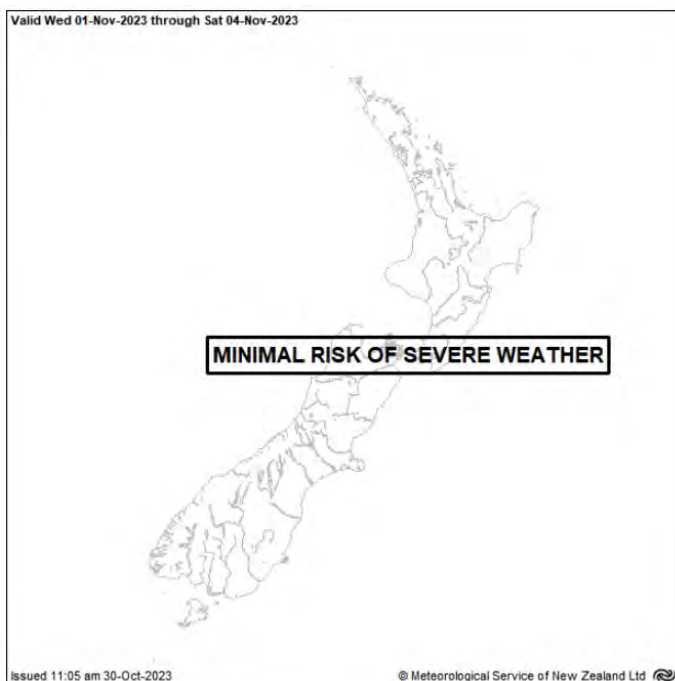 Valid Wed 01-Nov-2023 through Sat 04-Nov-2023
MINIMAL RISK OF SEVERE WEATHER
Issued 11:05 am 30-Oct-2023
© Meteorological Service of New Zealand Ltd